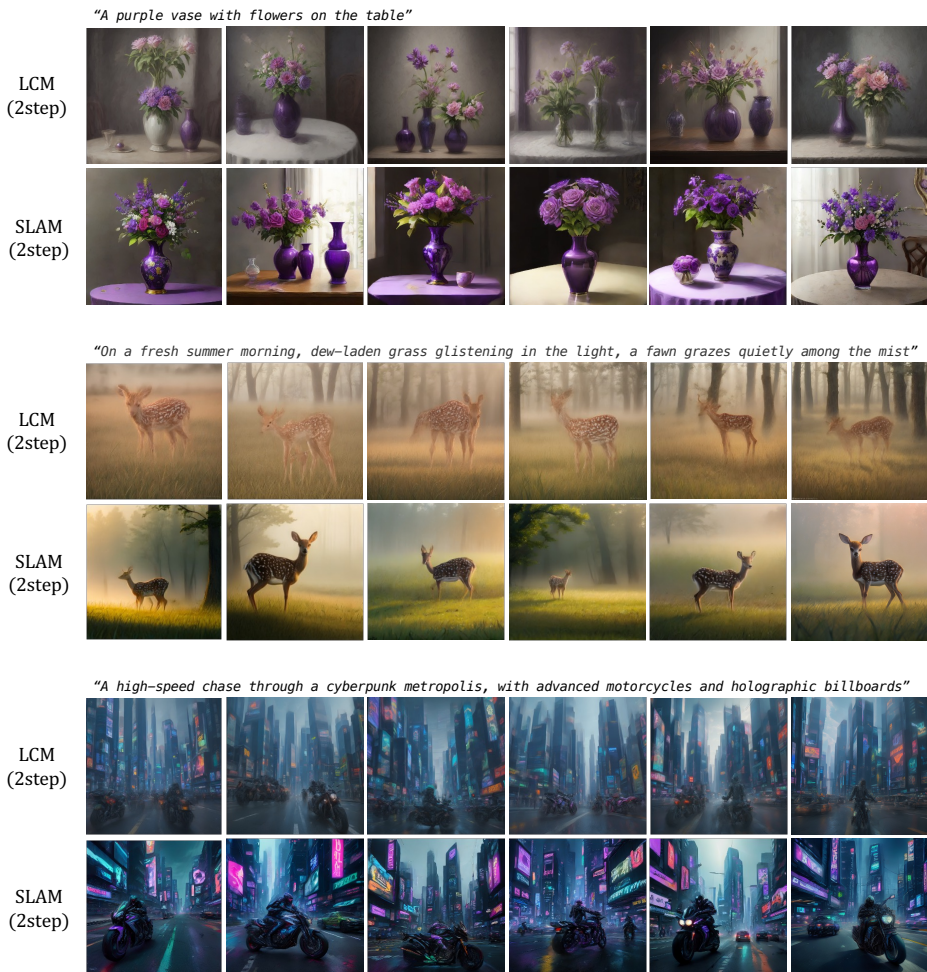 “A purple vase with flowers on the table”
LCM
(2step)
SLAM
(2step)
“On a fresh summer morning, dew-laden grass glistening in the light, a fawn grazes quietly among the mist”
LCM
(2step)
SLAM
(2step)
“A high-speed chase through a cyberpunk metropolis, with advanced motorcycles and holographic billboards”
LCM
(2step)
SLAM
(2step)